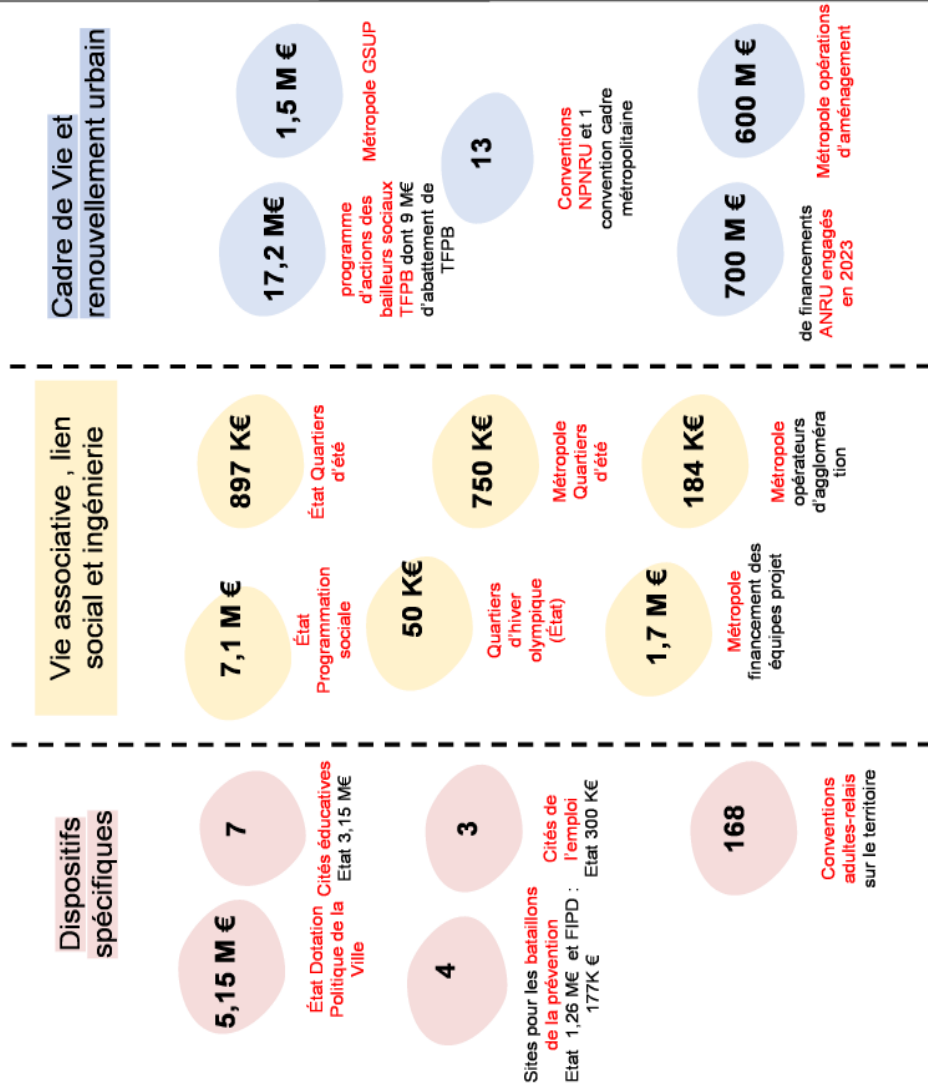 Dispositifs
spécifiques
5,15 M €
État Dotation
Politique de la
Ville
7
Cités éducatives
Etat 3,15 M€
4
Sites pour les bataillons
de la prévention
Etat 1,26 M€ et FIPD :
177K €
3
Cités de
l'emploi
Etat 300 K€
168
Conventions
adultes-relais
sur le territoire
Vie associative , lien
social et ingénierie
7,1 M €
État
Programmation
sociale
897 K€
État Quartiers
d'été
50 K€
Quartiers
d'hiver
olympique
(État)
750 K€
Métropole
Quartiers
d'été
1,7 M €
Métropole
financement des
équipes projet
184 K€
Métropole
opérateurs
d'aggloméra
tion
Cadre de Vie et
renouvellement urbain
17,2 M€
programme
d'actions des
bailleurs sociaux
TFPB dont 9 M€
d'abattement de
TFPB
1,5 M €
Métropole GSUP
13
Conventions
NPNRU et 1
convention cadre
métropolitaine
700 M €
de financements
ANRU engagés
en 2023
600 M €
Métropole opérations
d'aménagement